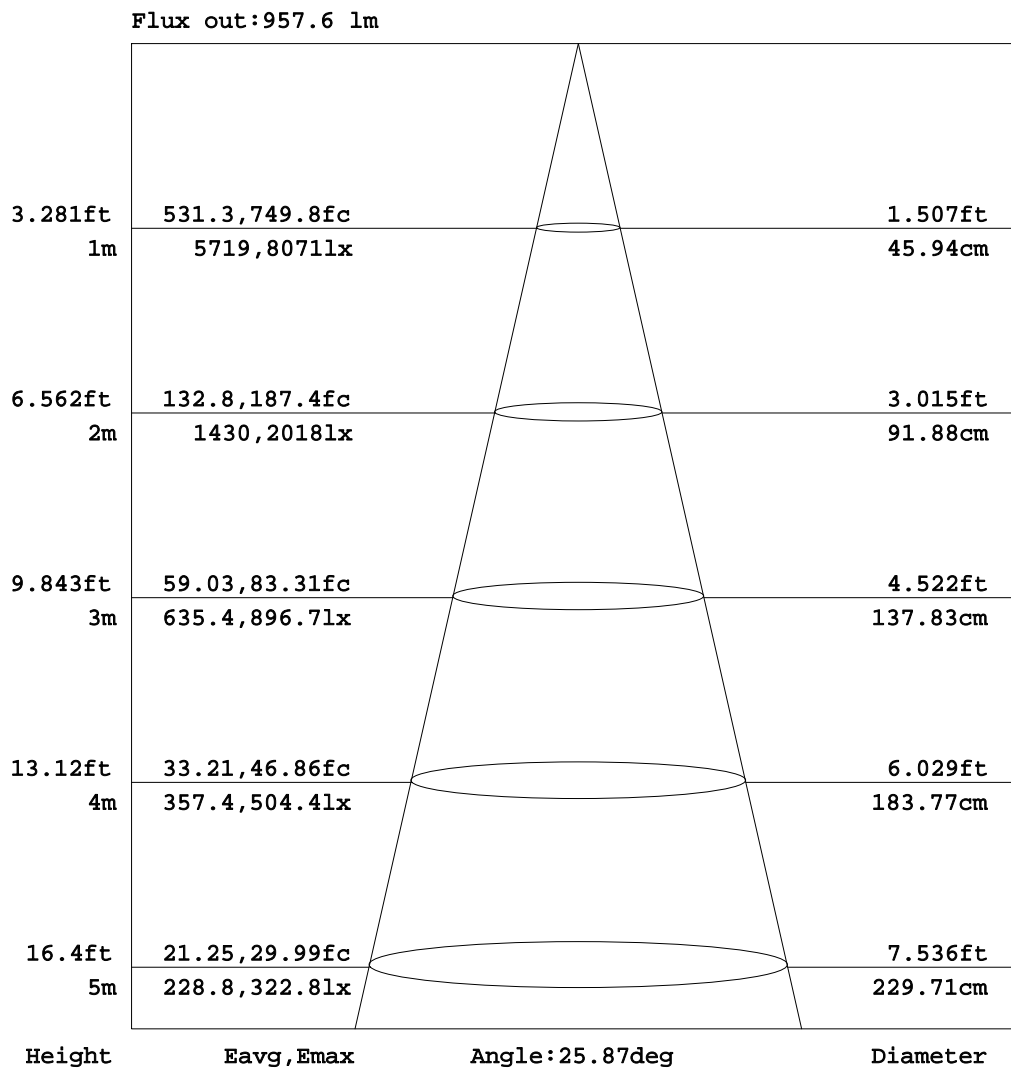 Flux out:957.6 lm
3.281ft 531.3,749.8fc 1.507ft
1m 5719,8071lx 45.94cm
6.562ft 132.8,187.4fc 3.015ft
2m 1430,2018lx 91.88cm
9.843ft 59.03,83.31fc 4.522ft
3m 635.4,896.7lx 137.83cm
13.12ft 33.21,46.86fc 6.029ft
4m 357.4,504.4lx 183.77cm
16.4ft 21.25,29.99fc 7.536ft
5m 228.8,322.8lx 229.71cm
Height Eavg,Emax Angle:25.87deg Diameter